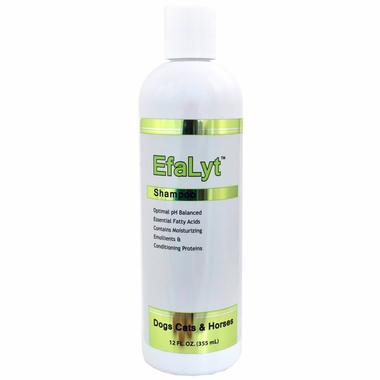 EfaLyt™
Shampoo
Optimal pH Balanced
Essential Fatty Acids
Contains Moisturizing
Emollients &
Conditioning Proteins
Dogs Cats & Horses
12 FL. OZ. (355 mL)